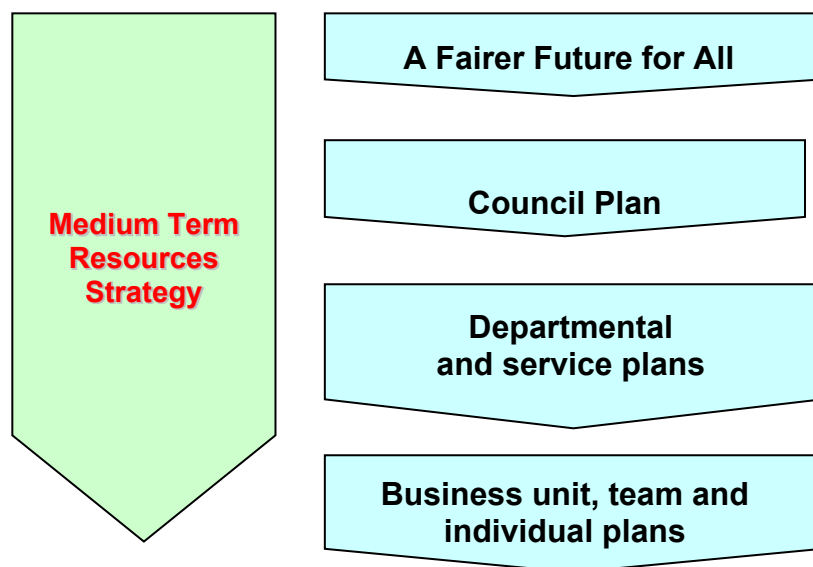 Medium Term
Resources
Strategy
A Fairer Future for All
Council Plan
Departmental
and service plans
Business unit, team and
individual plans